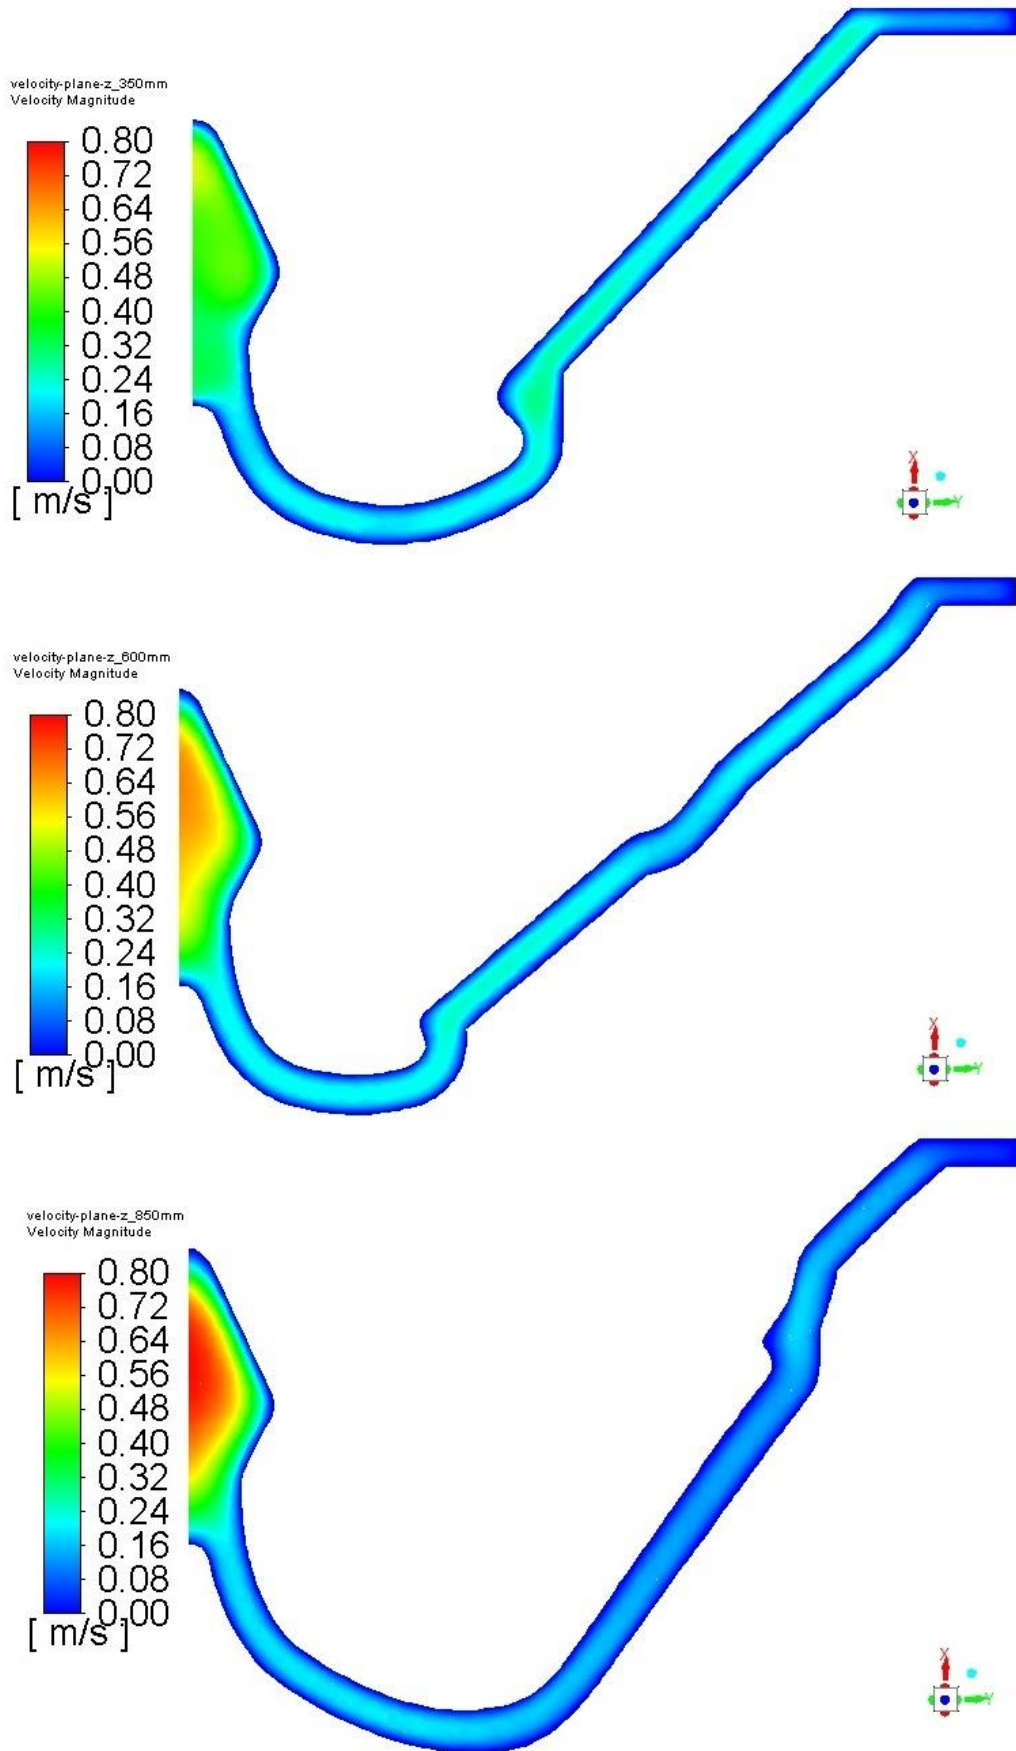 velocity-plane-z_350mm
Velocity Magnitude
0.80
0.72
0.64
0.56
0.48
0.40
0.32
0.24
0.16
0.08
0.00
[ m/s ]
X
Y
velocity-plane-z_600mm
Velocity Magnitude
0.80
0.72
0.64
0.56
0.48
0.40
0.32
0.24
0.16
0.08
0.00
[ m/s ]
X
Y
velocity-plane-z_850mm
Velocity Magnitude
0.80
0.72
0.64
0.56
0.48
0.40
0.32
0.24
0.16
0.08
0.00
[ m/s ]
X
Y